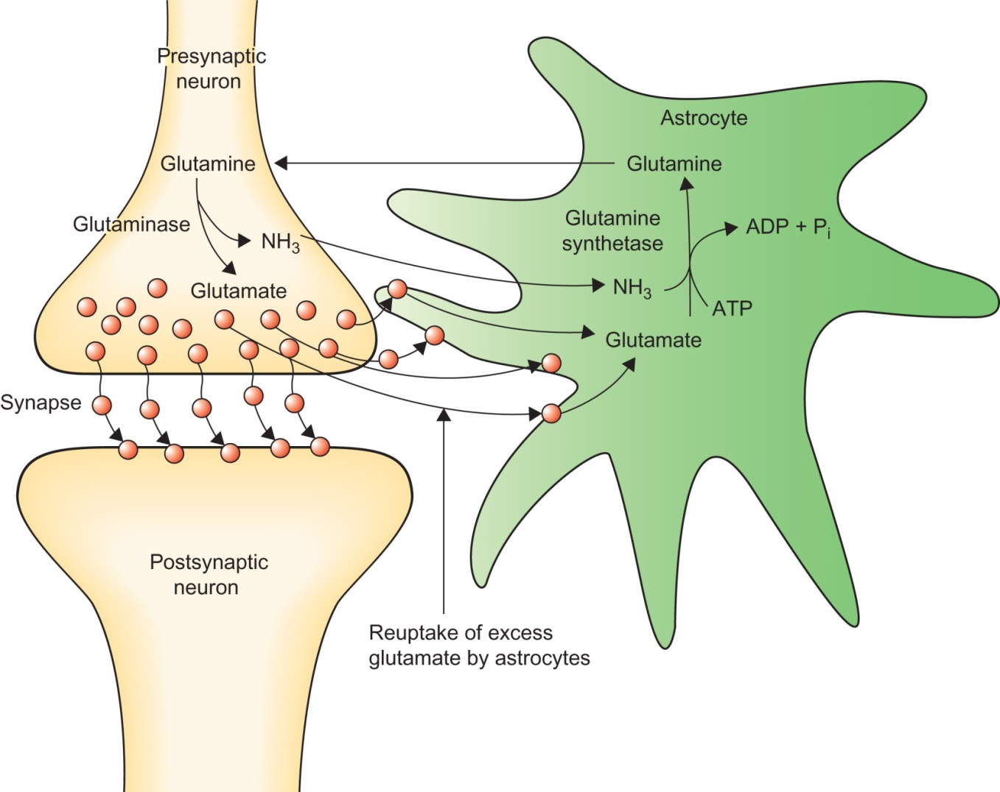 Presynaptic
neuron
Glutamine
Glutaminase
NH3
Glutamate
Synapse
Postsynaptic
neuron
Astrocyte
Glutamine
Glutamine
synthetase
ADP + Pi
NH3
ATP
Glutamate
Reuptake of excess
glutamate by astrocytes